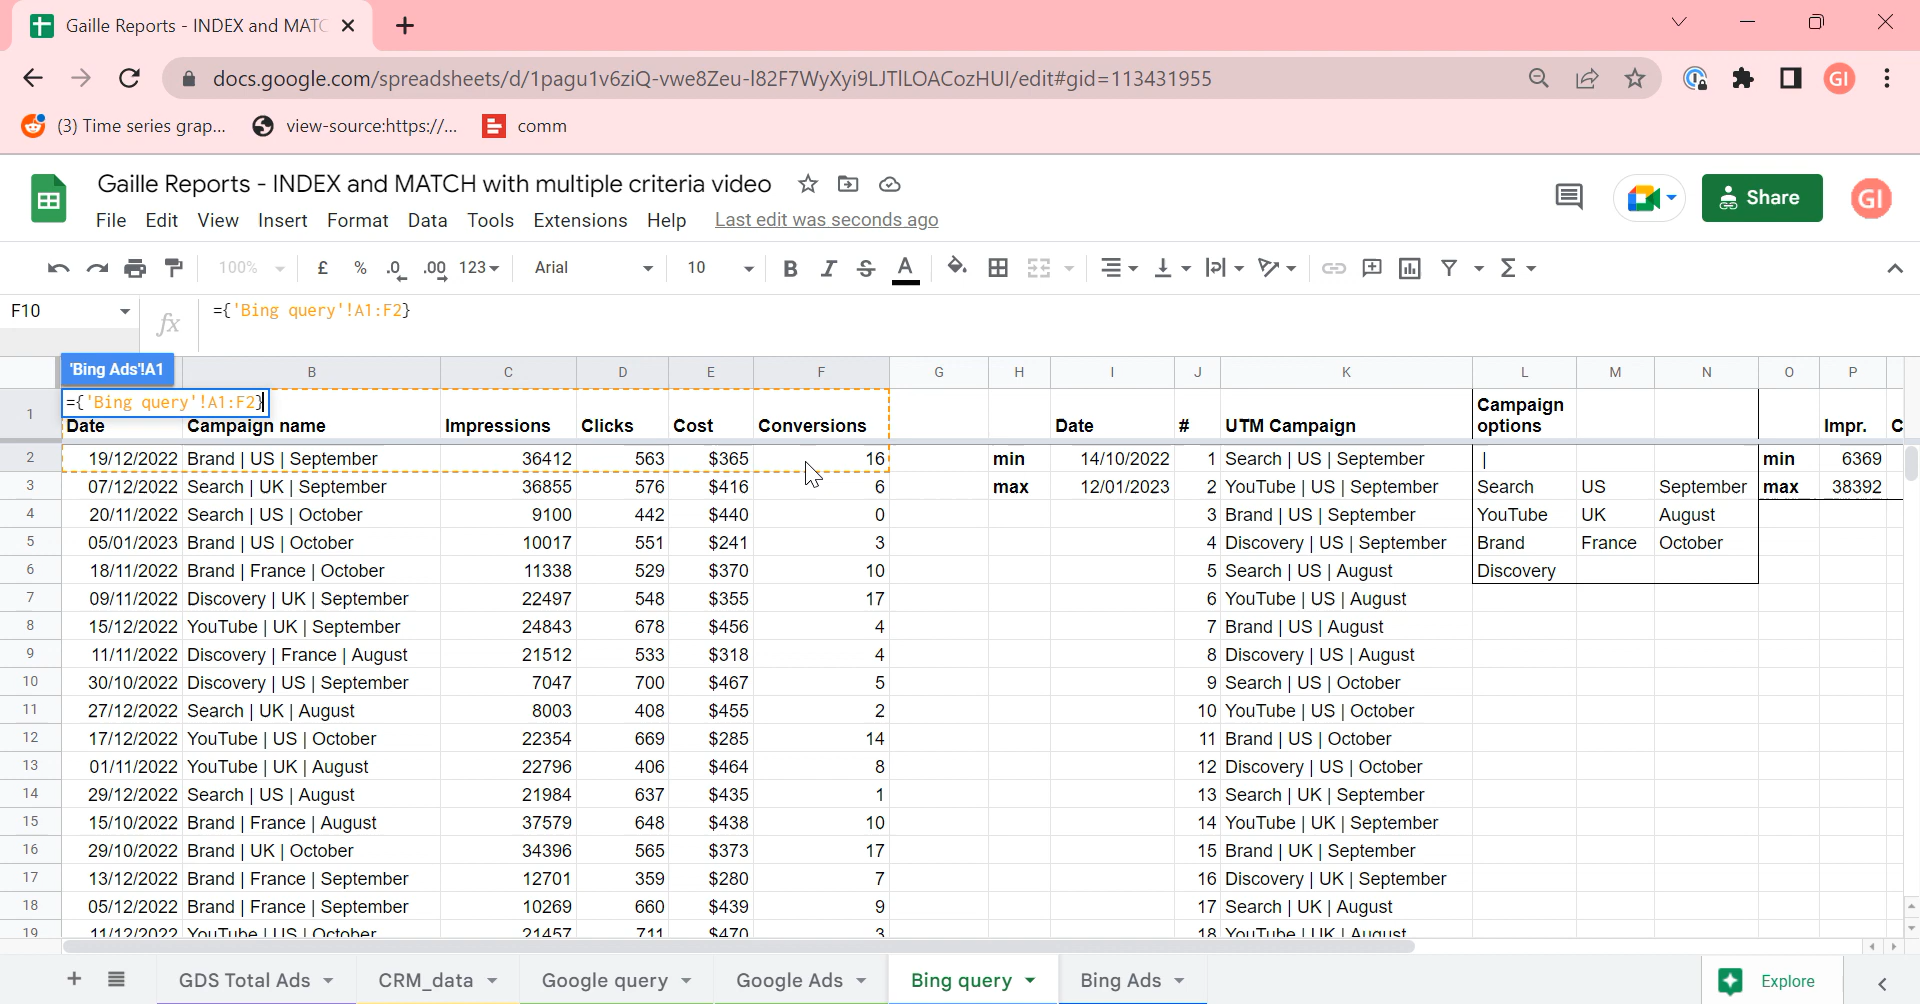 Gaille Reports - INDEX and MATC
docs.google.com/spreadsheets/d/1pagu1v6ziQ-vwe8Zeu-I82F7WyXyi9LJTlLOACozHUI/edit#gid=113431955
GI
(3) Time series grap... view-source:https://... comm
Gaille Reports - INDEX and MATCH with multiple criteria video
Share
GI
File Edit View Insert Format Data Tools Extensions Help Last edit was seconds ago
100% £ % .0 .00 123 Arial 10 B I S A
F10 fx ={'Bing query'!A1:F2}
'Bing Ads'!A1 B C D E F G H I J K L M N O P
={'Bing query'!A1:F2}
1 Date Campaign name Impressions Clicks Cost Conversions Date # UTM Campaign Campaign options Impr. C
2 19/12/2022 Brand | US | September 36412 563 $365 16 min 14/10/2022 1 Search | US | September | min 6369
3 07/12/2022 Search | UK | September 36855 576 $416 6 max 12/01/2023 2 YouTube | US | September Search US September max 38392
4 20/11/2022 Search | US | October 9100 442 $440 0 3 Brand | US | September YouTube UK August
5 05/01/2023 Brand | US | October 10017 551 $241 3 4 Discovery | US | September Brand France October
6 18/11/2022 Brand | France | October 11338 529 $370 10 5 Search | US | August Discovery
7 09/11/2022 Discovery | UK | September 22497 548 $355 17 6 YouTube | US | August
8 15/12/2022 YouTube | UK | September 24843 678 $456 4 7 Brand | US | August
9 11/11/2022 Discovery | France | August 21512 533 $318 4 8 Discovery | US | August
10 30/10/2022 Discovery | US | September 7047 700 $467 5 9 Search | US | October
11 27/12/2022 Search | UK | August 8003 408 $455 2 10 YouTube | US | October
12 17/12/2022 YouTube | US | October 22354 669 $285 14 11 Brand | US | October
13 01/11/2022 YouTube | UK | August 22796 406 $464 8 12 Discovery | US | October
14 29/12/2022 Search | US | August 21984 637 $435 1 13 Search | UK | September
15 15/10/2022 Brand | France | August 37579 648 $438 10 14 YouTube | UK | September
16 29/10/2022 Brand | UK | October 34396 565 $373 17 15 Brand | UK | September
17 13/12/2022 Brand | France | September 12701 359 $280 7 16 Discovery | UK | September
18 05/12/2022 Brand | France | September 10269 660 $439 9 17 Search | UK | August
19 11/12/2022 YouTube | US | October 21457 711 $470 3 18 YouTube | UK | August
GDS Total Ads CRM_data Google query Google Ads Bing query Bing Ads Explore